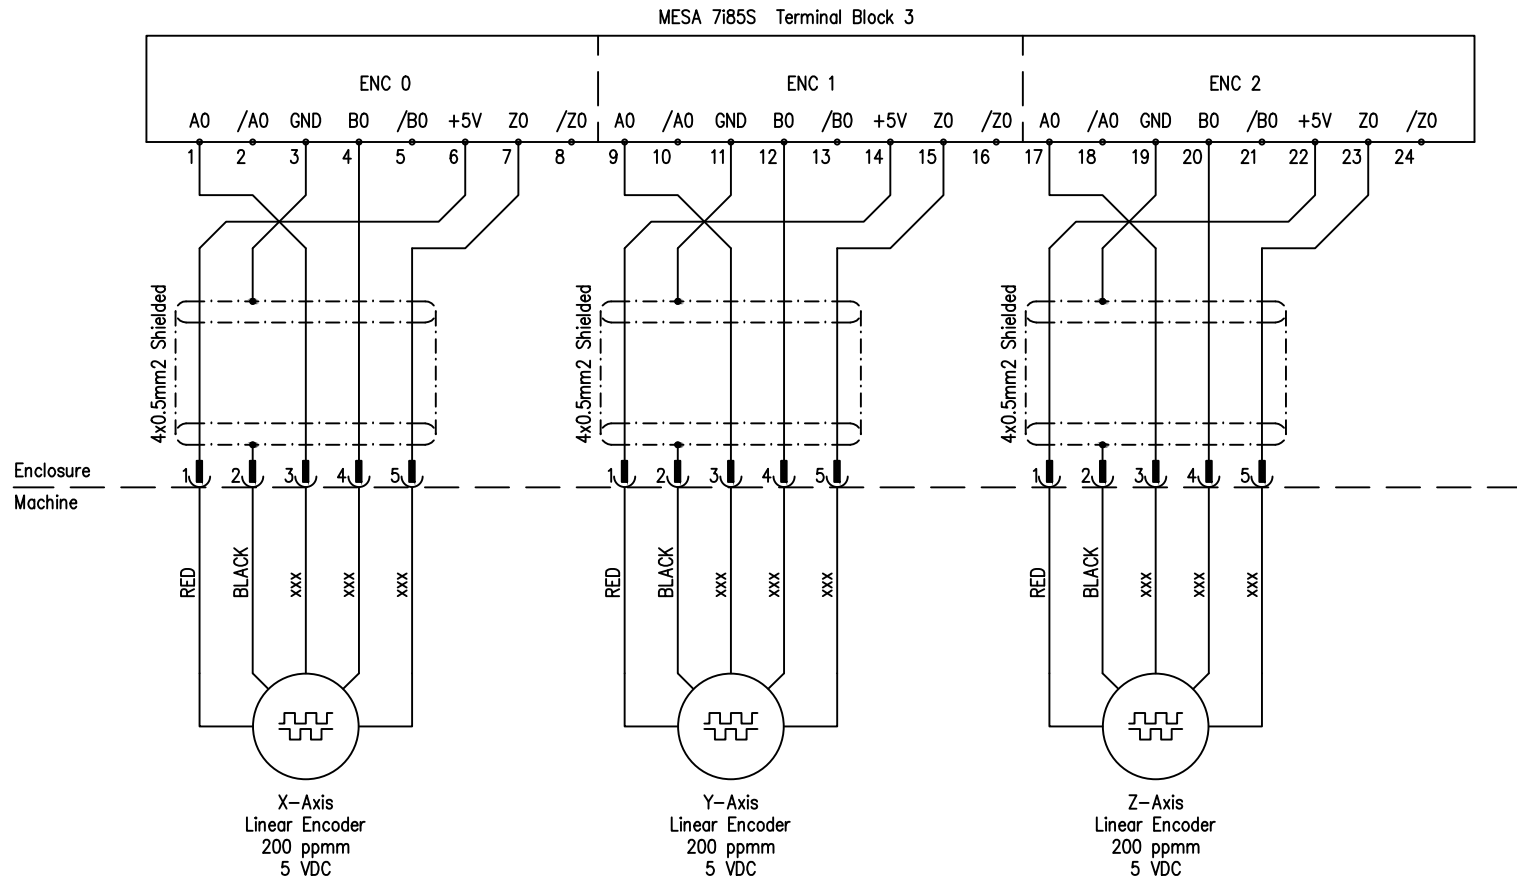 MESA 7i85S Terminal Block 3
ENC 0 ENC 1 ENC 2
A0 /A0 GND B0 /B0 +5V Z0 /Z0 A0 /A0 GND B0 /B0 +5V Z0 /Z0 A0 /A0 GND B0 /B0 +5V Z0 /Z0
1 2 3 4 5 6 7 8 9 10 11 12 13 14 15 16 17 18 19 20 21 22 23 24
4x0.5mm2 Shielded
4x0.5mm2 Shielded
4x0.5mm2 Shielded
Enclosure
1 2 3 4 5 1 2 3 4 5 1 2 3 4 5
Machine
RED BLACK xxx xxx xxx RED BLACK xxx xxx xxx RED BLACK xxx xxx xxx
X-Axis
Linear Encoder
200 ppmm
5 VDC
Y-Axis
Linear Encoder
200 ppmm
5 VDC
Z-Axis
Linear Encoder
200 ppmm
5 VDC